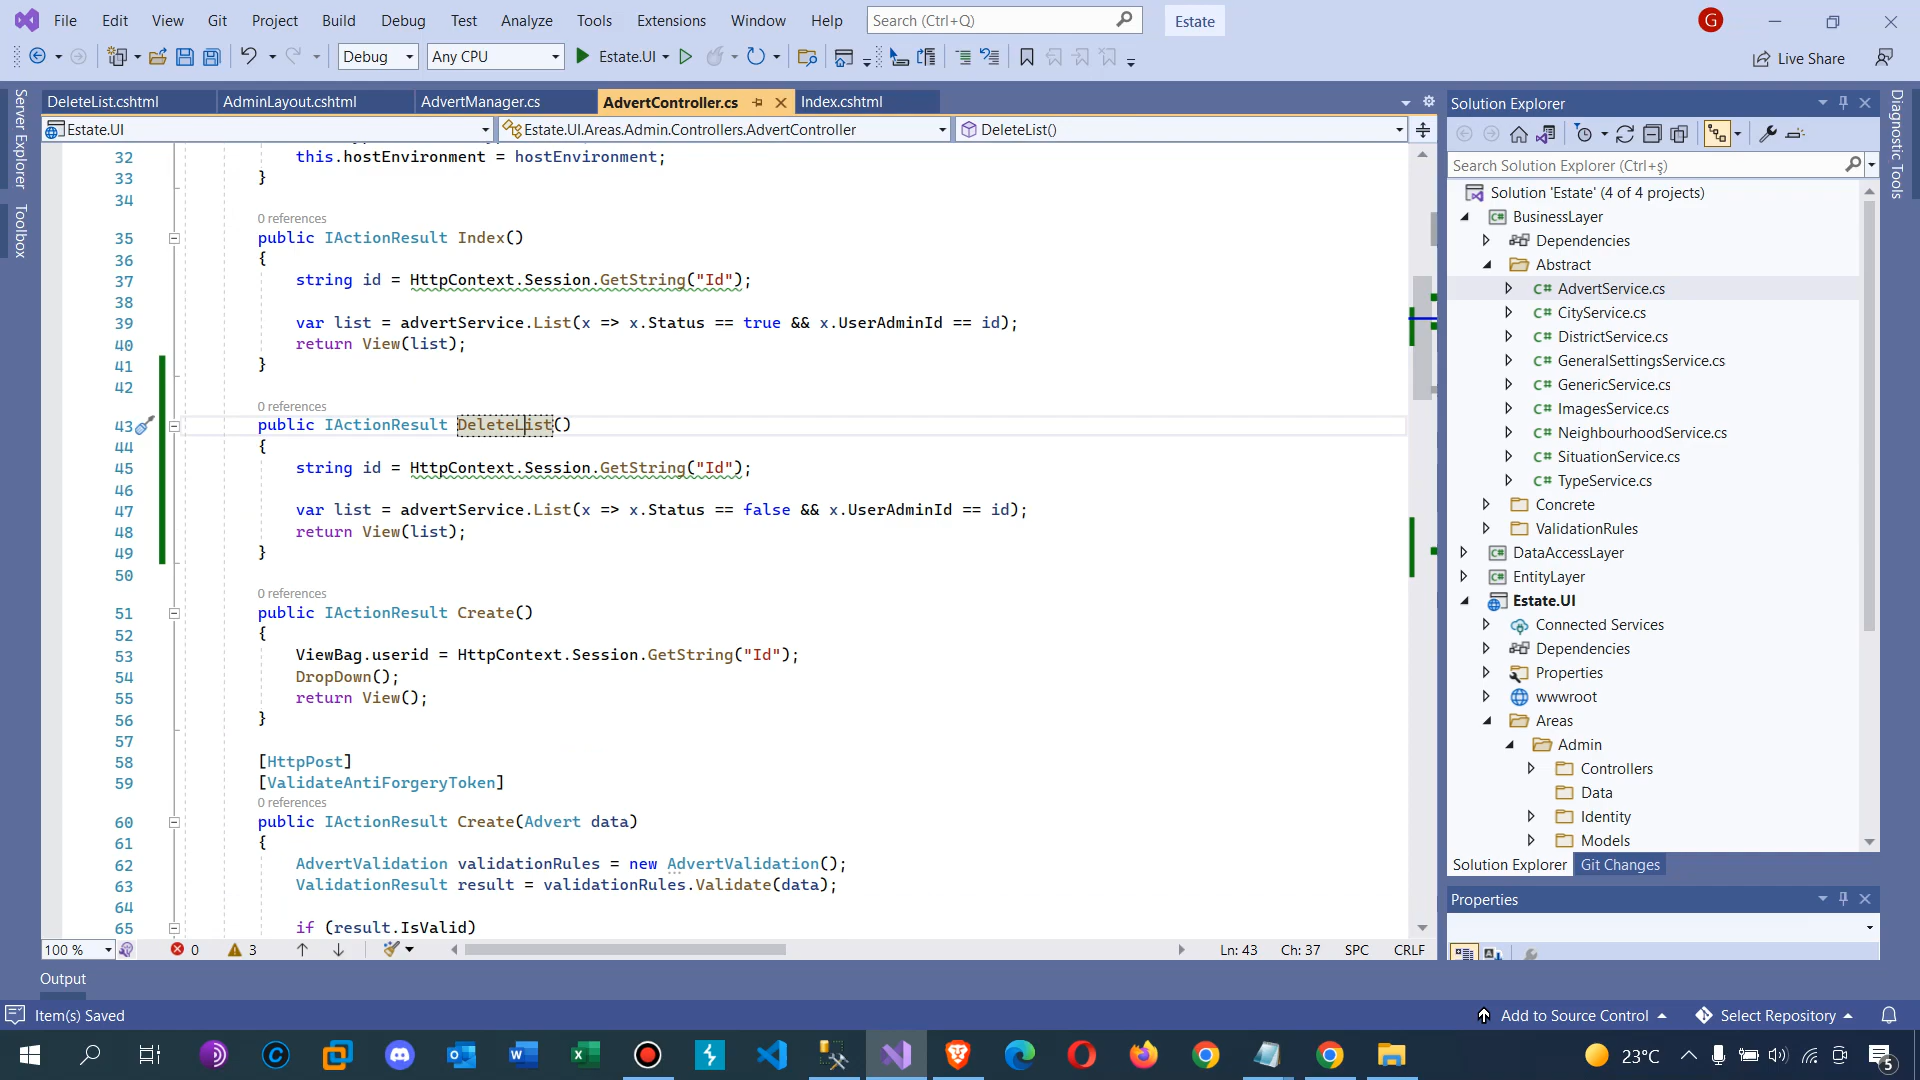 File Edit View Git Project Build Debug Test Analyze Tools Extensions Window Help Search (Ctrl+Q) Estate G
Debug Any CPU Estate.UI Live Share
DeleteList.cshtml AdminLayout.cshtml AdvertManager.cs AdvertController.cs Index.cshtml
Estate.UI Estate.UI.Areas.Admin.Controllers.AdvertController DeleteList()
Server Explorer
Toolbox
32 this.hostEnvironment = hostEnvironment;
33 }
34
0 references
35 public IActionResult Index()
36 {
37 string id = HttpContext.Session.GetString("Id");
38
39 var list = advertService.List(x => x.Status == true && x.UserAdminId == id);
40 return View(list);
41 }
42
0 references
43 public IActionResult DeleteList()
44 {
45 string id = HttpContext.Session.GetString("Id");
46
47 var list = advertService.List(x => x.Status == false && x.UserAdminId == id);
48 return View(list);
49 }
50
0 references
51 public IActionResult Create()
52 {
53 ViewBag.userid = HttpContext.Session.GetString("Id");
54 DropDown();
55 return View();
56 }
57
58 [HttpPost]
59 [ValidateAntiForgeryToken]
0 references
60 public IActionResult Create(Advert data)
61 {
62 AdvertValidation validationRules = new AdvertValidation();
63 ValidationResult result = validationRules.Validate(data);
64
65 if (result.IsValid)
100 % 0 3 Ln: 43 Ch: 37 SPC CRLF
Solution Explorer
Search Solution Explorer (Ctrl+ş)
Solution 'Estate' (4 of 4 projects)
BusinessLayer
Dependencies
Abstract
C# AdvertService.cs
C# CityService.cs
C# DistrictService.cs
C# GeneralSettingsService.cs
C# GenericService.cs
C# ImagesService.cs
C# NeighbourhoodService.cs
C# SituationService.cs
C# TypeService.cs
Concrete
ValidationRules
DataAccessLayer
EntityLayer
Estate.UI
Connected Services
Dependencies
Properties
wwwroot
Areas
Admin
Controllers
Data
Identity
Models
Solution Explorer Git Changes
Properties
Diagnostic Tools
Output
Item(s) Saved Add to Source Control Select Repository
23°C 5